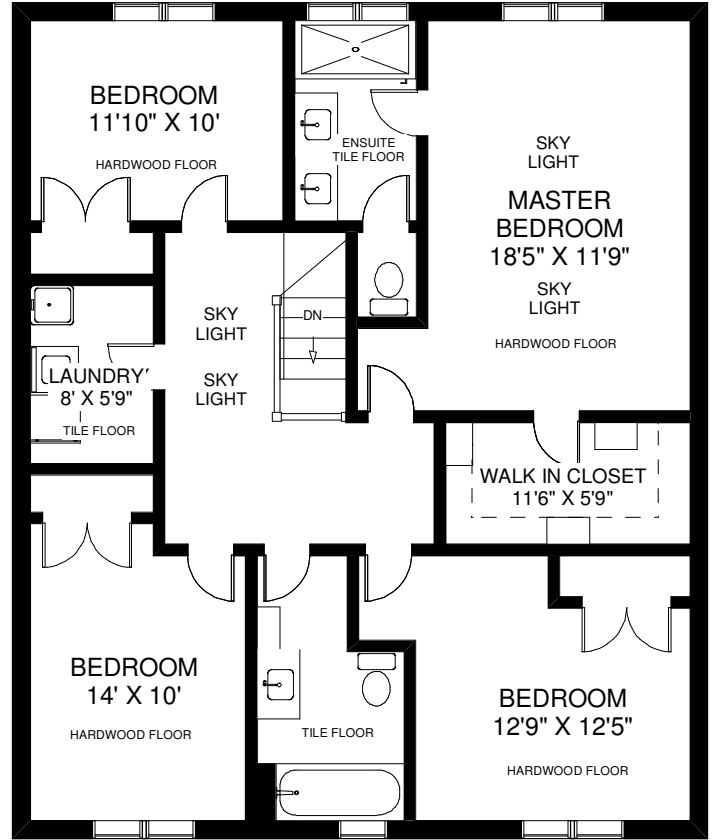 BEDROOM
11'10" X 10'
HARDWOOD FLOOR
ENSUITE
TILE FLOOR
SKY
LIGHT
MASTER
BEDROOM
18'5" X 11'9"
SKY
LIGHT
HARDWOOD FLOOR
SKY
LIGHT
SKY
LIGHT
DN
LAUNDRY
8' X 5'9"
TILE FLOOR
WALK IN CLOSET
11'6" X 5'9"
BEDROOM
14' X 10'
HARDWOOD FLOOR
TILE FLOOR
BEDROOM
12'9" X 12'5"
HARDWOOD FLOOR